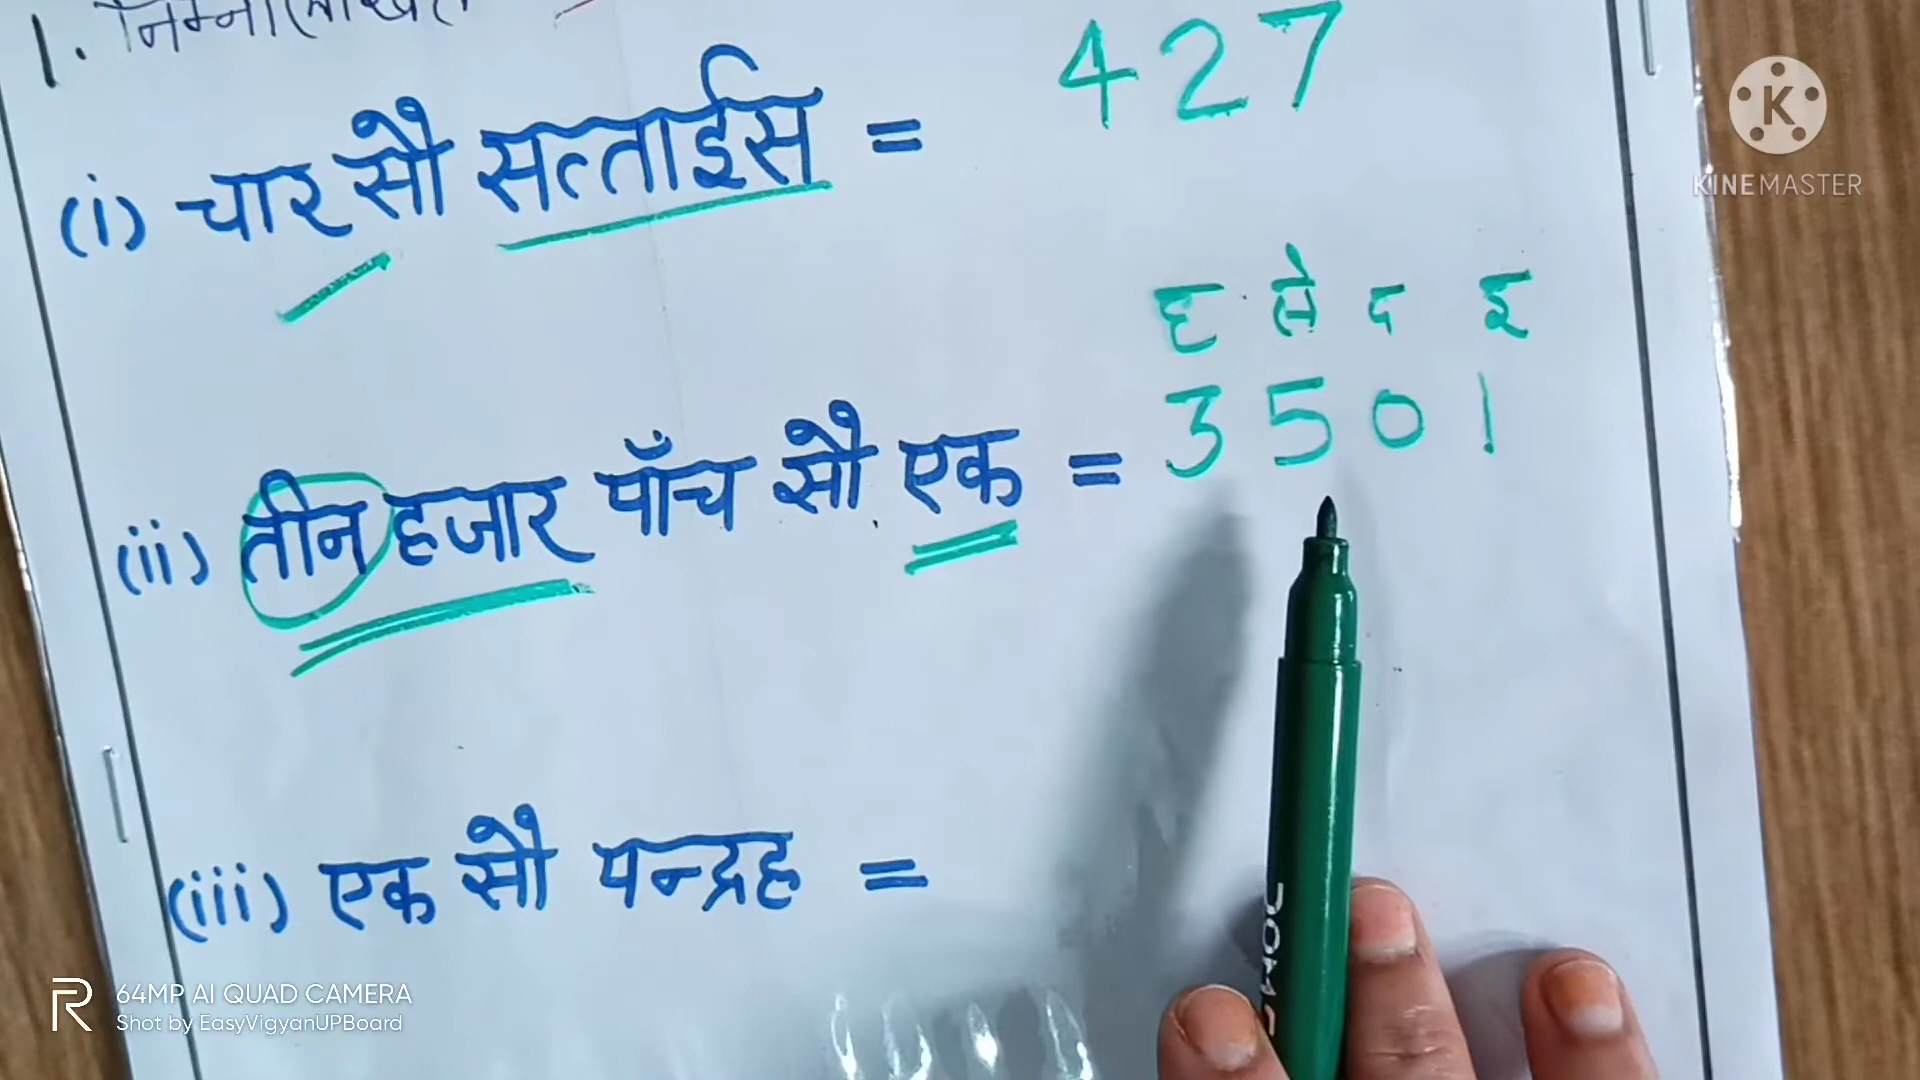 1. निम्नलिखित
(i) चार सौ सत्ताईस = 427
ह सै द इ
(ii) तीन हजार पाँच सौ एक = 3501
(iii) एक सौ पन्द्रह =
KINEMASTER
64MP AI QUAD CAMERA
Shot by EasyVigyanUPBoard